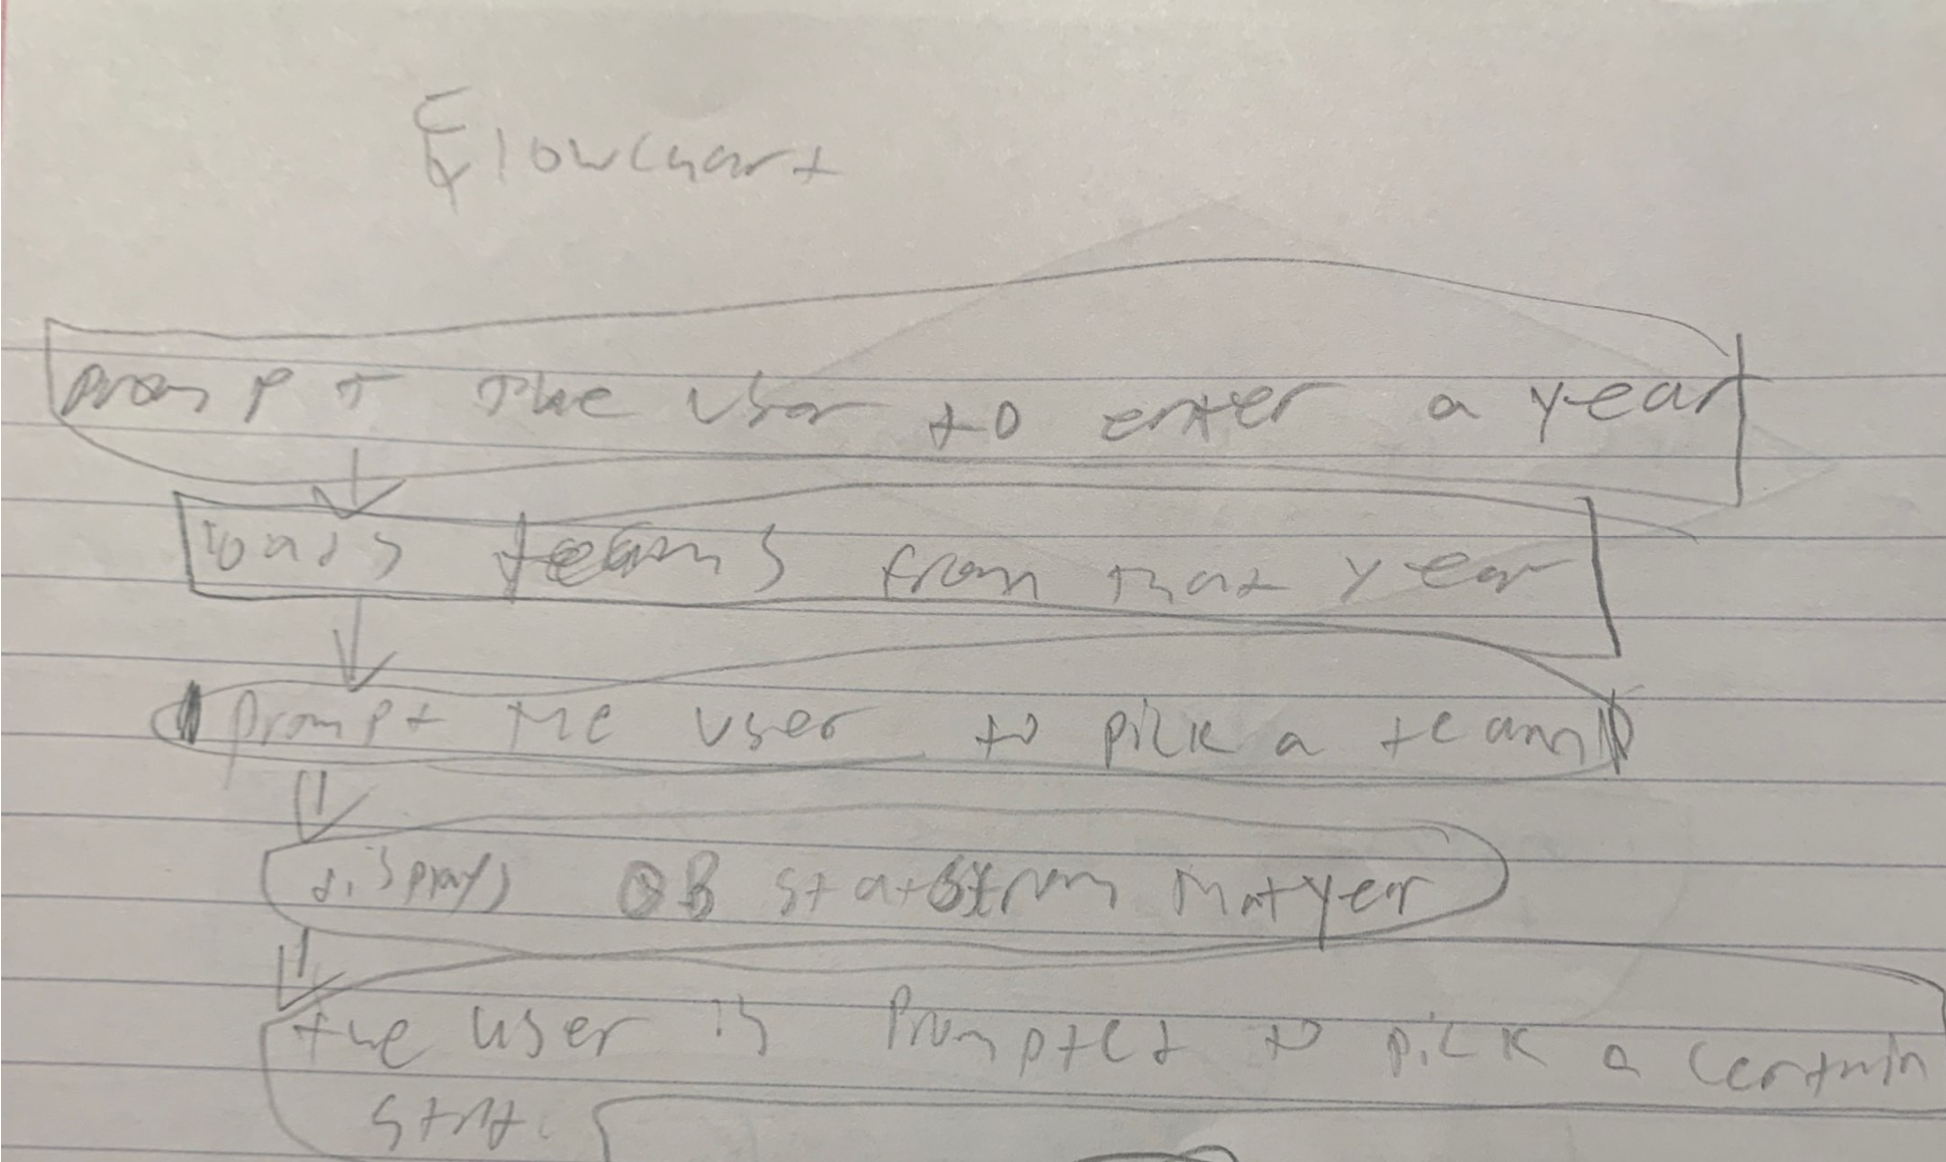 Flowchart
prompt the user to enter a year
loads teams from that year
prompt the user to pick a team
displays QB stats from that year
the user is Prompted to pick a certain
stat.